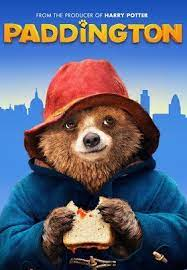 FROM THE PRODUCER OF HARRY POTTER
PADDINGTON